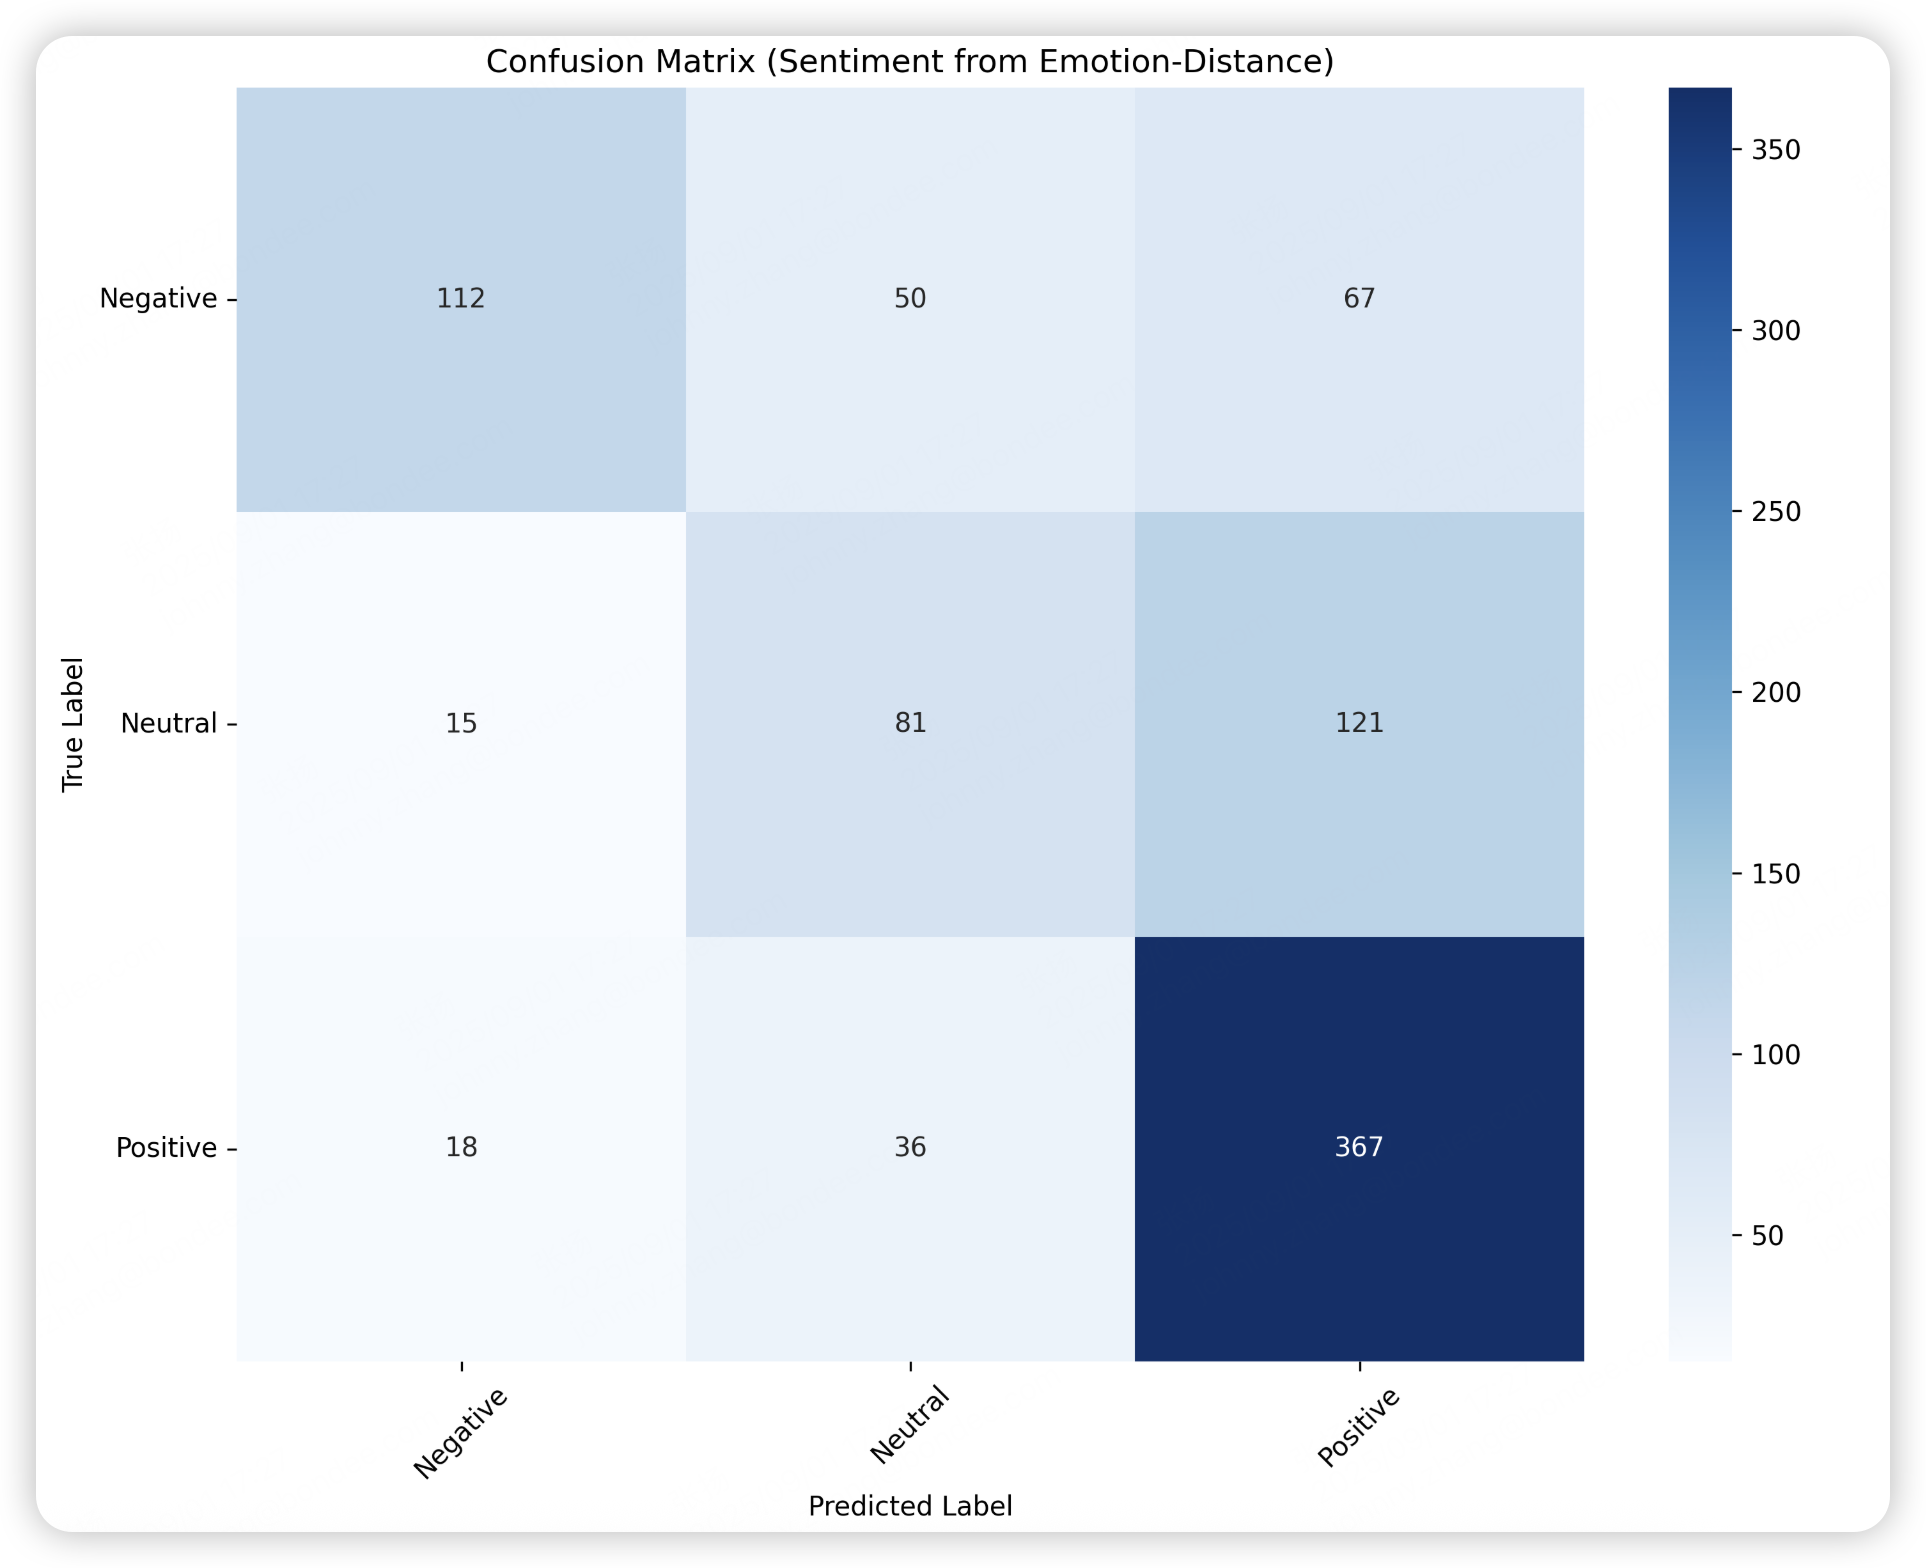 Confusion Matrix (Sentiment from Emotion-Distance)
True Label
Negative
112
50
67
Neutral
15
81
121
Positive
18
36
367
Negative
Neutral
Positive
Predicted Label
350
300
250
200
150
100
50